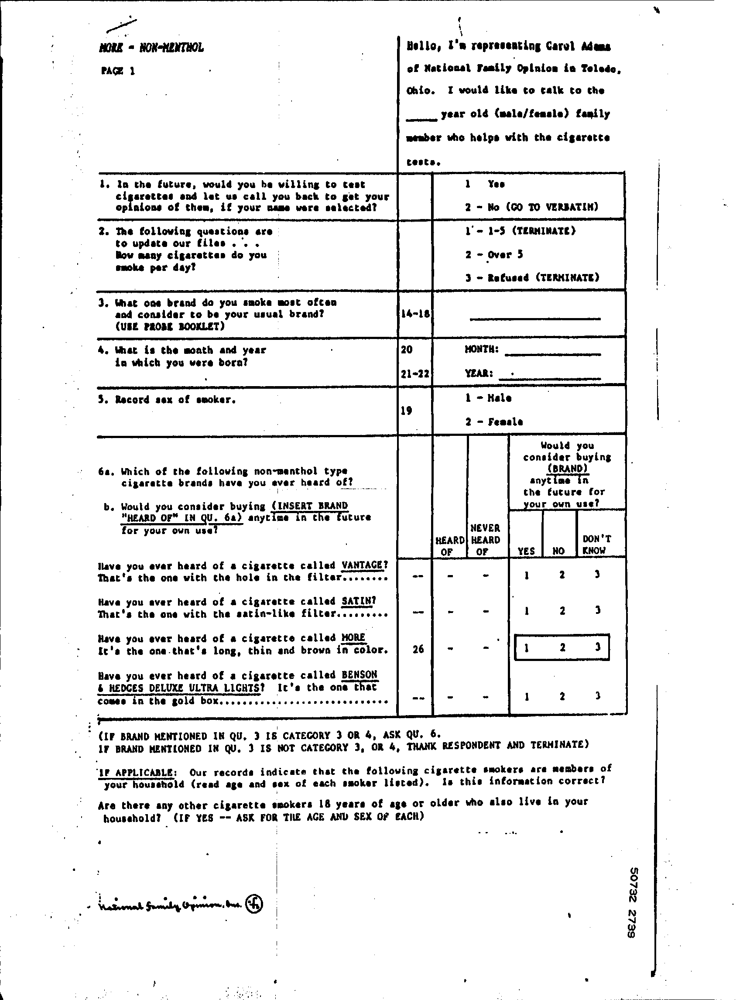 MORE - NON-MENTHOL
PAGE 1
Hello, I'm representing Carol Adams
of National Family Opinion in Toledo,
Ohio. I would like to talk to the
_____ year old (male/female) family
member who helps with the cigarette
tests.
1. In the future, would you be willing to test
cigarettes and let us call you back to get your
opinions of them, if your name were selected?
1 Yes
2 - No (GO TO VERBATIM)
2. The following questions are
to update our files . . .
How many cigarettes do you
smoke per day?
1 - 1-5 (TERMINATE)
2 - Over 5
3 - Refused (TERMINATE)
3. What one brand do you smoke most often
and consider to be your usual brand?
(USE PROBE BOOKLET)
14-18
4. What is the month and year
in which you were born?
20 MONTH:
21-22 YEAR:
5. Record sex of smoker.
19
1 - Male
2 - Female
6a. Which of the following non-menthol type
cigarette brands have you ever heard of?
b. Would you consider buying (INSERT BRAND
"HEARD OF" IN QU. 6a) anytime in the future
for your own use?
HEARD
OF
NEVER
HEARD
OF
Would you
consider buying
(BRAND)
anytime in
the future for
your own use?
YES NO DON'T
KNOW
Have you ever heard of a cigarette called VANTAGE?
That's the one with the hole in the filter........ -- - - 1 2 3
Have you ever heard of a cigarette called SATIN?
That's the one with the satin-like filter......... -- - - 1 2 3
Have you ever heard of a cigarette called MORE
It's the one that's long, thin and brown in color. 26 - - 1 2 3
Have you ever heard of a cigarette called BENSON
& HEDGES DELUXE ULTRA LIGHTS? It's the one that
comes in the gold box............................. -- - - 1 2 3
(IF BRAND MENTIONED IN QU. 3 IS CATEGORY 3 OR 4, ASK QU. 6.
IF BRAND MENTIONED IN QU. 3 IS NOT CATEGORY 3, OR 4, THANK RESPONDENT AND TERMINATE)
IF APPLICABLE: Our records indicate that the following cigarette smokers are members of
your household (read age and sex of each smoker listed). Is this information correct?
Are there any other cigarette smokers 18 years of age or older who also live in your
household? (IF YES -- ASK FOR THE AGE AND SEX OF EACH)
National Family Opinion, Inc.
50732 2739